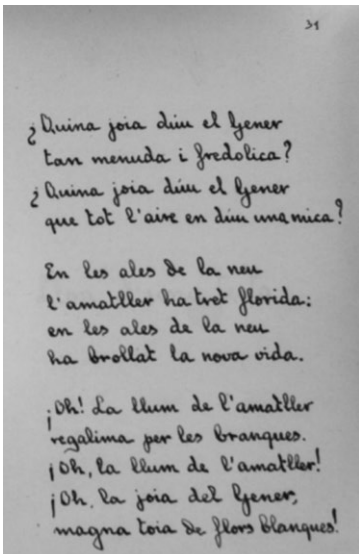 31
¿Quina joia diu el Gener
tan menuda i fredolica?
¿Quina joia diu el Gener
que tot l'aire en diu una mica?
En les ales de la neu
l'amatller ha tret florida:
en les ales de la neu
ha brollat la nova vida.
¡Oh! La llum de l'amatller
regalima per les branques.
¡Oh, la llum de l'amatller!
¡Oh, la joia del Gener,
magna toia de flors blanques!